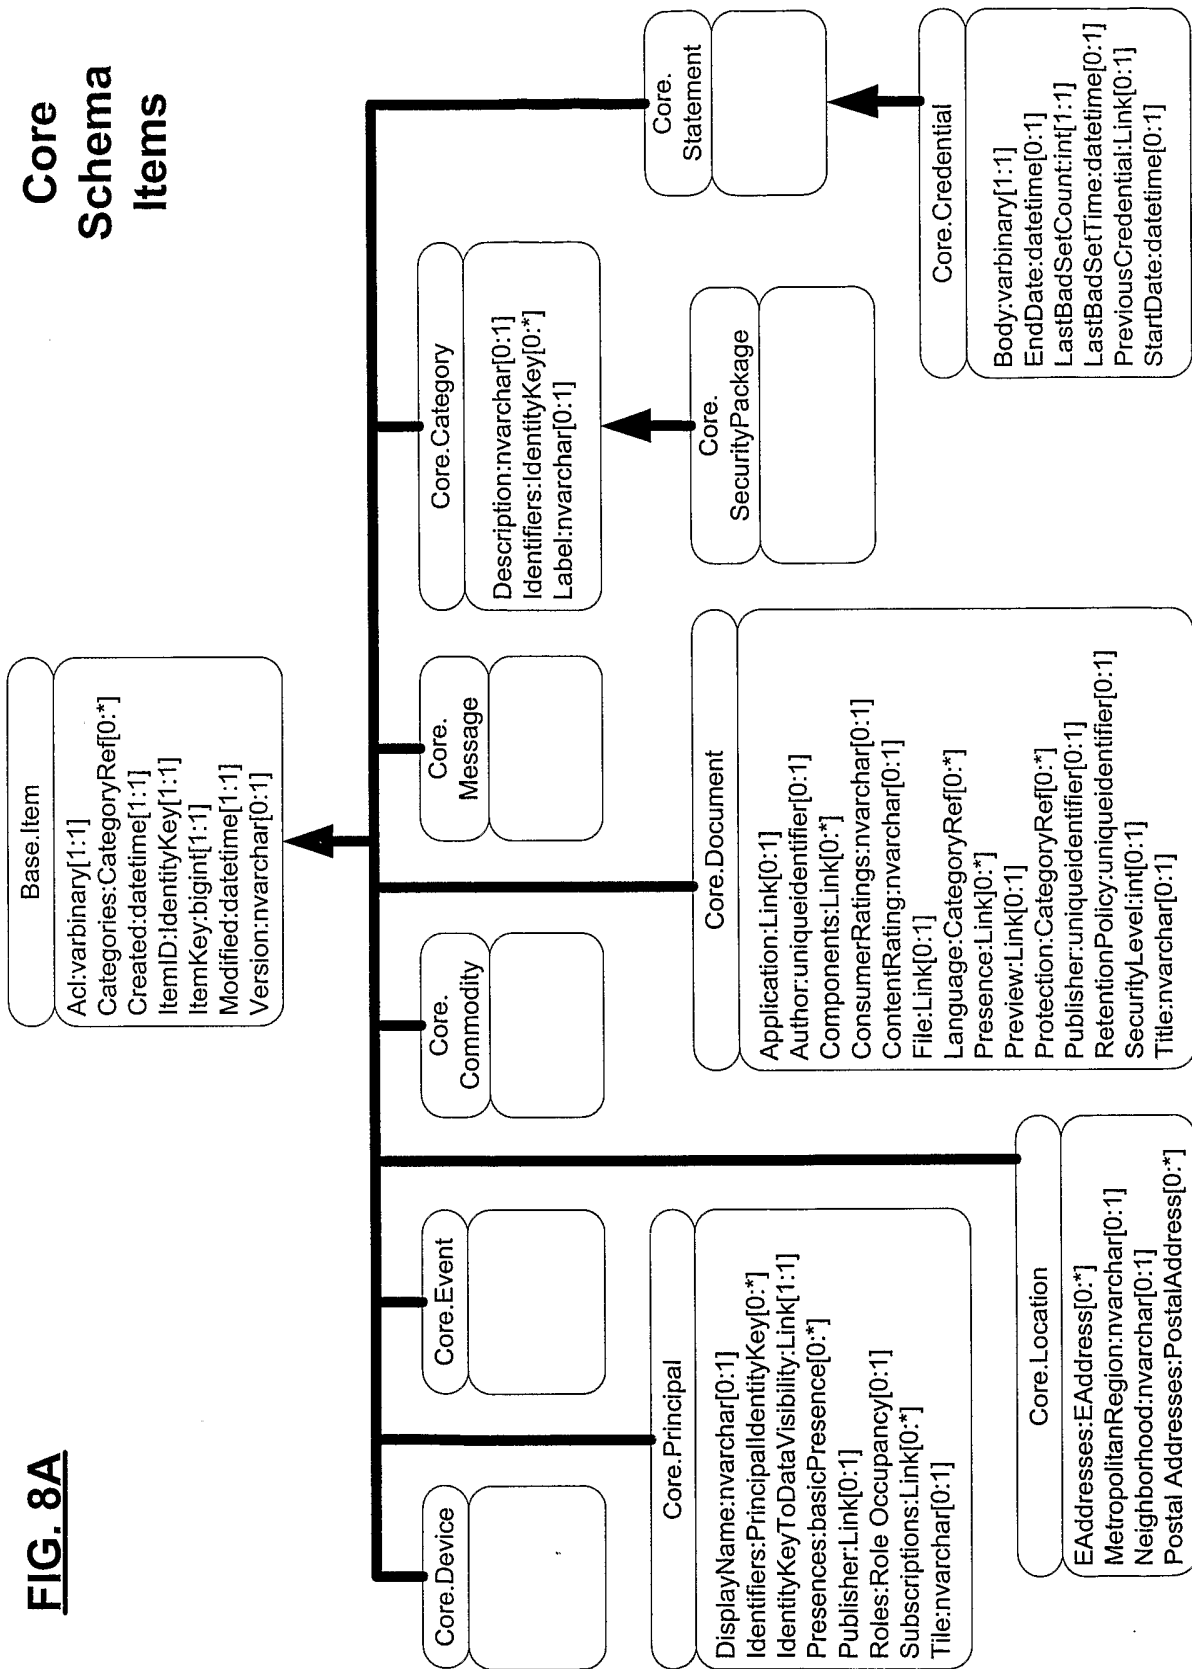 FIG. 8A
Core
Schema
Items
Base.Item
Acl:varbinary[1:1]
Categories:CategoryRef[0:*]
Created:datetime[1:1]
ItemID:IdentityKey[1:1]
ItemKey:bigint[1:1]
Modified:datetime[1:1]
Version:nvarchar[0:1]
Core.Device
Core.Event
Core.
Commodity
Core.
Message
Core.Category
Description:nvarchar[0:1]
Identifiers:IdentityKey[0:*]
Label:nvarchar[0:1]
Core.
Statement
Core.Principal
DisplayName:nvarchar[0:1]
Identifiers:PrincipalIdentityKey[0:*]
IdentityKeyToDataVisibility:Link[1:1]
Presences:basicPresence[0:*]
Publisher:Link[0:1]
Roles:Role Occupancy[0:1]
Subscriptions:Link[0:*]
Tile:nvarchar[0:1]
Core.Document
Application:Link[0:1]
Author:uniqueidentifier[0:1]
Components:Link[0:*]
ConsumerRatings:nvarchar[0:1]
ContentRating:nvarchar[0:1]
File:Link[0:1]
Language:CategoryRef[0:*]
Presence:Link[0:*]
Preview:Link[0:1]
Protection:CategoryRef[0:*]
Publisher:uniqueidentifier[0:1]
RetentionPolicy:uniqueidentifier[0:1]
SecurityLevel:int[0:1]
Title:nvarchar[0:1]
Core.
SecurityPackage
Core.Credential
Body:varbinary[1:1]
EndDate:datetime[0:1]
LastBadSetCount:int[1:1]
LastBadSetTime:datetime[0:1]
PreviousCredential:Link[0:1]
StartDate:datetime[0:1]
Core.Location
EAddresses:EAddress[0:*]
MetropolitanRegion:nvarchar[0:1]
Neighborhood:nvarchar[0:1]
Postal Addresses:PostalAddress[0:*]